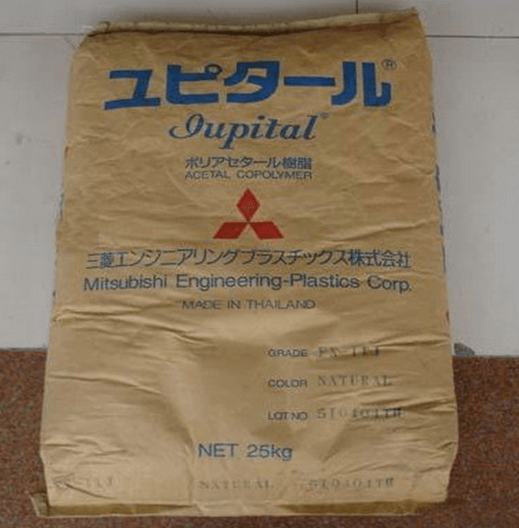 ユピタール®
Iupital®
ポリアセタール樹脂
ACETAL COPOLYMER
三菱エンジニアリングプラスチックス株式会社
Mitsubishi Engineering-Plastics Corp.
MADE IN THAILAND
GRADE
COLOR NATURAL
LOT NO 510404TH
NET 25kg
NATURAL 510404TH